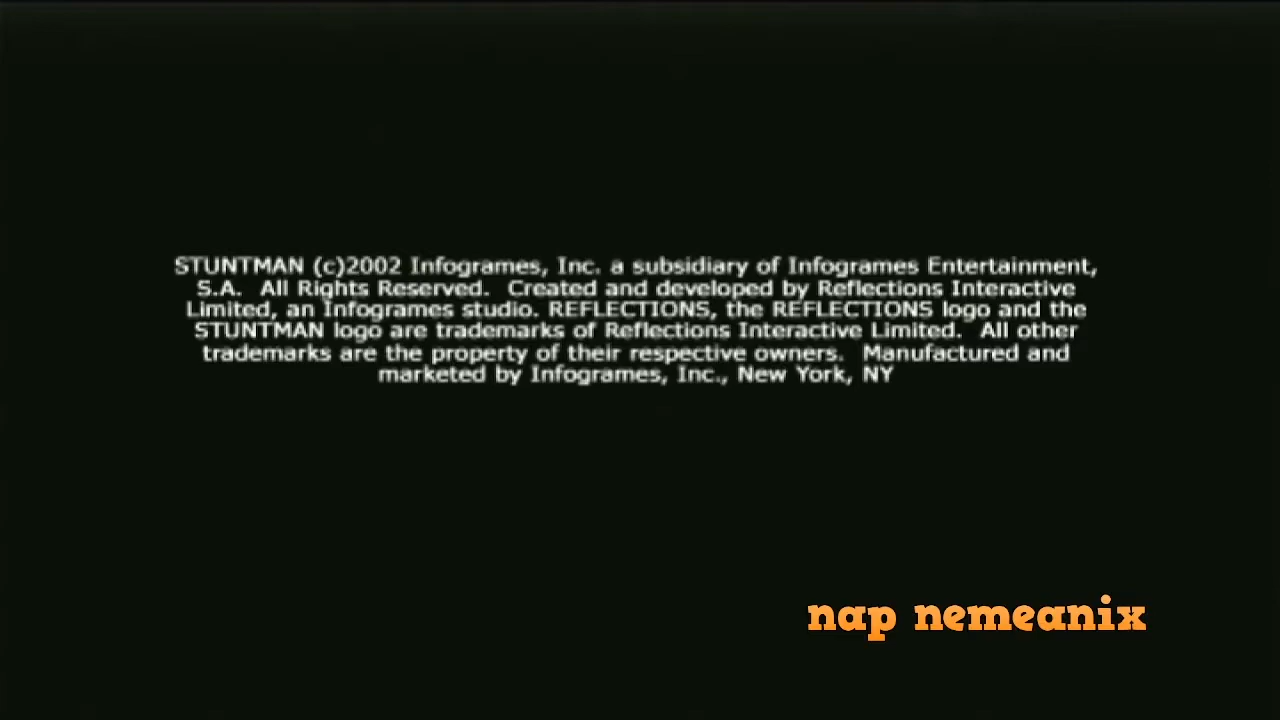 STUNTMAN (c)2002 Infogrames, Inc. a subsidiary of Infogrames Entertainment,
S.A.  All Rights Reserved.  Created and developed by Reflections Interactive
Limited, an Infogrames studio. REFLECTIONS, the REFLECTIONS logo and the
STUNTMAN logo are trademarks of Reflections Interactive Limited.  All other
trademarks are the property of their respective owners.  Manufactured and
marketed by Infogrames, Inc., New York, NY
nap nemeanix